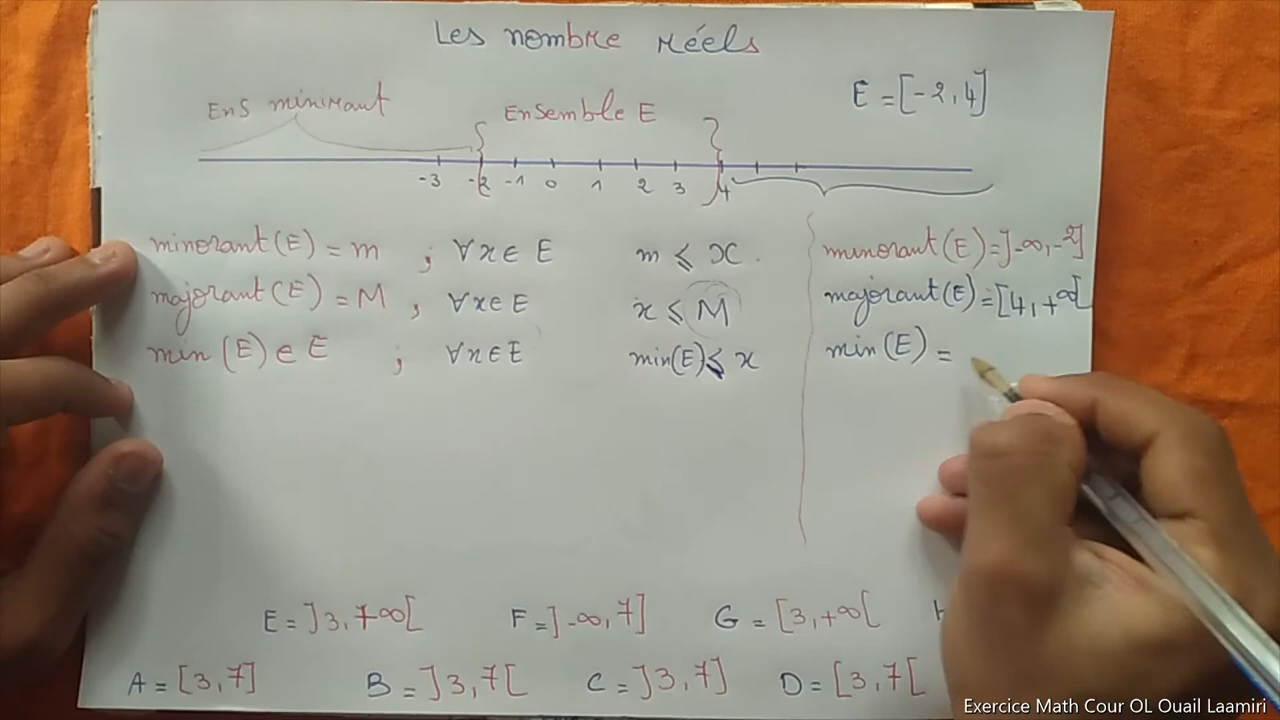 Les nombre réels
E = [-2, 4]
Ens minirant
Ensemble E
-3 -2 -1 0 1 2 3 4
minorant(E) = m ; ∀x ∈ E m ⩽ x.
minorant(E) = ]-∞, -2]
majorant(E) = M , ∀x ∈ E x ⩽ M
majorant(E) = [4, +∞[
min (E) ∈ E ; ∀x ∈ E min(E) ⩽ x
min(E) =
E = ]3, +∞[ F = ]-∞, 7] G = [3, +∞[
A = [3, 7] B = ]3, 7[ C = ]3, 7] D = [3, 7[
Exercice Math Cour OL Ouail Laamiri